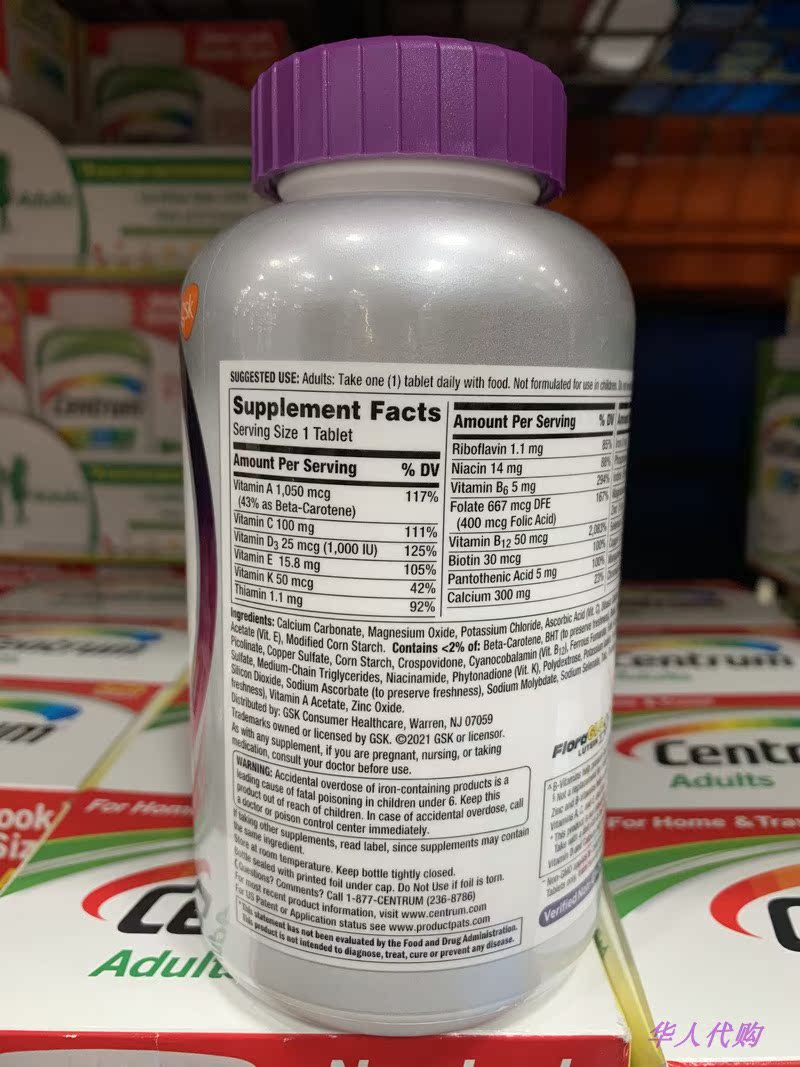 SUGGESTED USE: Adults: Take one (1) tablet daily with food. Not formulated for use in children.
Supplement Facts
Serving Size 1 Tablet
Amount Per Serving % DV
Vitamin A 1,050 mcg 117%
(43% as Beta-Carotene)
Vitamin C 100 mg 111%
Vitamin D3 25 mcg (1,000 IU) 125%
Vitamin E 15.8 mg 105%
Vitamin K 50 mcg 42%
Thiamin 1.1 mg 92%
Amount Per Serving % DV
Riboflavin 1.1 mg 85%
Niacin 14 mg 88%
Vitamin B6 5 mg 294%
Folate 667 mcg DFE 167%
(400 mcg Folic Acid)
Vitamin B12 50 mcg 2,083%
Biotin 30 mcg 100%
Pantothenic Acid 5 mg 100%
Calcium 300 mg 23%
Ingredients: Calcium Carbonate, Magnesium Oxide, Potassium Chloride, Ascorbic Acid (Vit. C),
Acetate (Vit. E), Modified Corn Starch. Contains <2% of: Beta-Carotene, BHT (to preserve freshness),
Picolinate, Copper Sulfate, Corn Starch, Crospovidone, Cyanocobalamin (Vit. B12), Ferrous Fumarate,
Sulfate, Medium-Chain Triglycerides, Niacinamide, Phytonadione (Vit. K), Polydextrose,
Silicon Dioxide, Sodium Ascorbate (to preserve freshness), Sodium Molybdate, Sodium Selenate,
freshness), Vitamin A Acetate, Zinc Oxide.
Distributed by: GSK Consumer Healthcare, Warren, NJ 07059
Trademarks owned or licensed by GSK. ©2021 GSK or licensor.
As with any supplement, if you are pregnant, nursing, or taking
medication, consult your doctor before use.
WARNING: Accidental overdose of iron-containing products is a
leading cause of fatal poisoning in children under 6. Keep this
product out of reach of children. In case of accidental overdose, call
a doctor or poison control center immediately.
If taking other supplements, read label, since supplements may contain
the same ingredient.
Store at room temperature. Keep bottle tightly closed.
Bottle sealed with printed foil under cap. Do Not Use if foil is torn.
Questions? Comments? Call 1-877-CENTRUM (236-8786)
For most recent product information, visit www.centrum.com
For US Patent or Application status see www.productpats.com
*This statement has not been evaluated by the Food and Drug Administration.
This product is not intended to diagnose, treat, cure or prevent any disease.
Flora
LUTEIN
Centrum
Adults
Centrum
Adults
For Home & Tra
华人代购